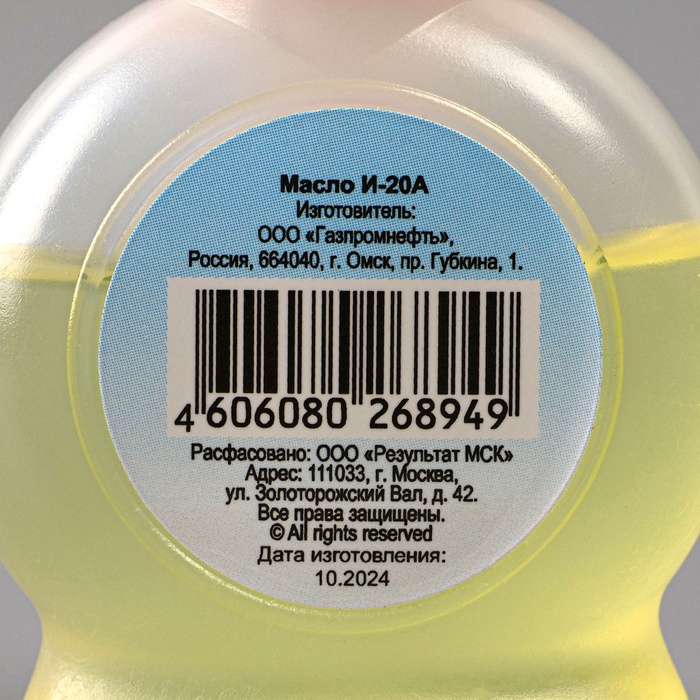 Масло И-20А
Изготовитель:
ООО «Газпромнефть»,
Россия, 664040, г. Омск, пр. Губкина, 1.
4 606080 268949
Расфасовано: ООО «Результат МСК»
Адрес: 111033, г. Москва,
ул. Золоторожский Вал, д. 42.
Все права защищены.
© All rights reserved
Дата изготовления:
10.2024